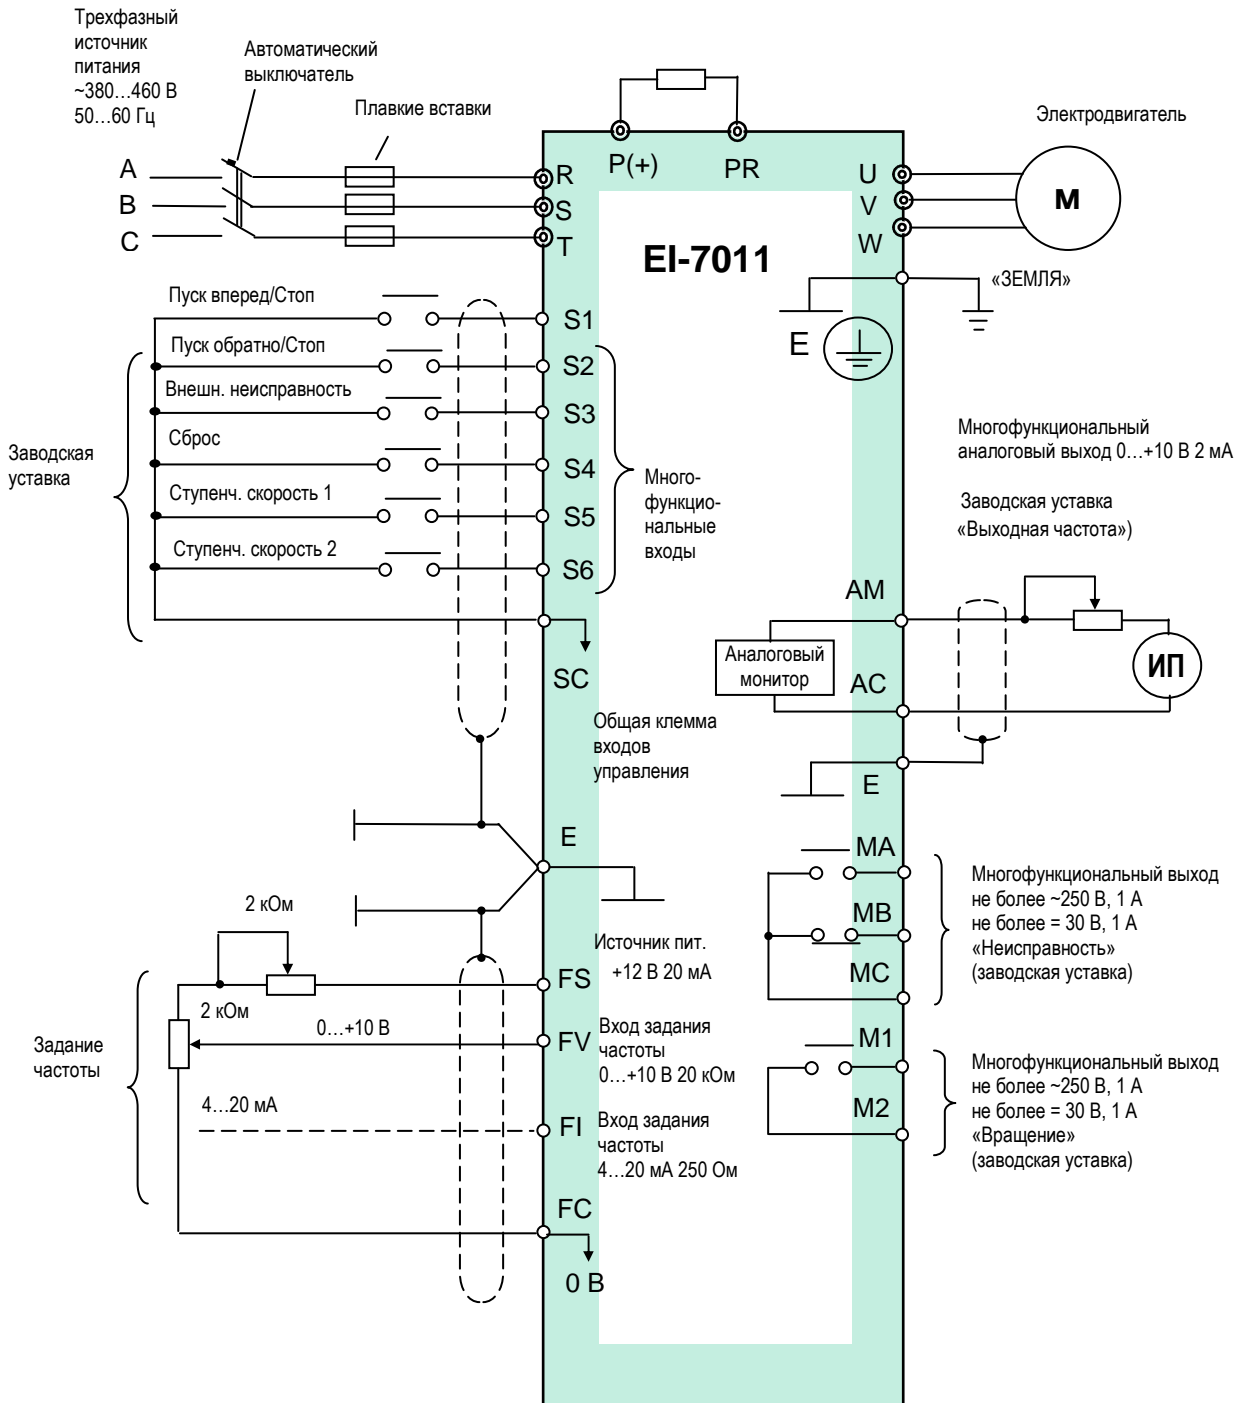 Трехфазный
источник
питания
~380…460 В
50…60 Гц
Автоматический
выключатель
Плавкие вставки
Электродвигатель
A
B
C
R
S
T
P(+)
PR
U
V
W
М
EI-7011
«ЗЕМЛЯ»
E
Пуск вперед/Стоп
S1
Пуск обратно/Стоп
S2
Внешн. неисправность
S3
Сброс
S4
Ступенч. скорость 1
S5
Ступенч. скорость 2
S6
SC
Заводская
уставка
Много-
функцио-
нальные
входы
Общая клемма
входов
управления
Многофункциональный
аналоговый выход 0…+10 В 2 мА
Заводская уставка
«Выходная частота»)
AM
Аналоговый
монитор
AC
ИП
E
E
MA
MB
MC
Многофункциональный выход
не более ~250 В, 1 А
не более = 30 В, 1 А
«Неисправность»
(заводская уставка)
M1
M2
Многофункциональный выход
не более ~250 В, 1 А
не более = 30 В, 1 А
«Вращение»
(заводская уставка)
2 кОм
Источник пит.
+12 В 20 мА
FS
2 кОм
0…+10 В
FV
Вход задания
частоты
0…+10 В 20 кОм
Задание
частоты
4…20 мА
FI
Вход задания
частоты
4…20 мА 250 Ом
FC
0 В